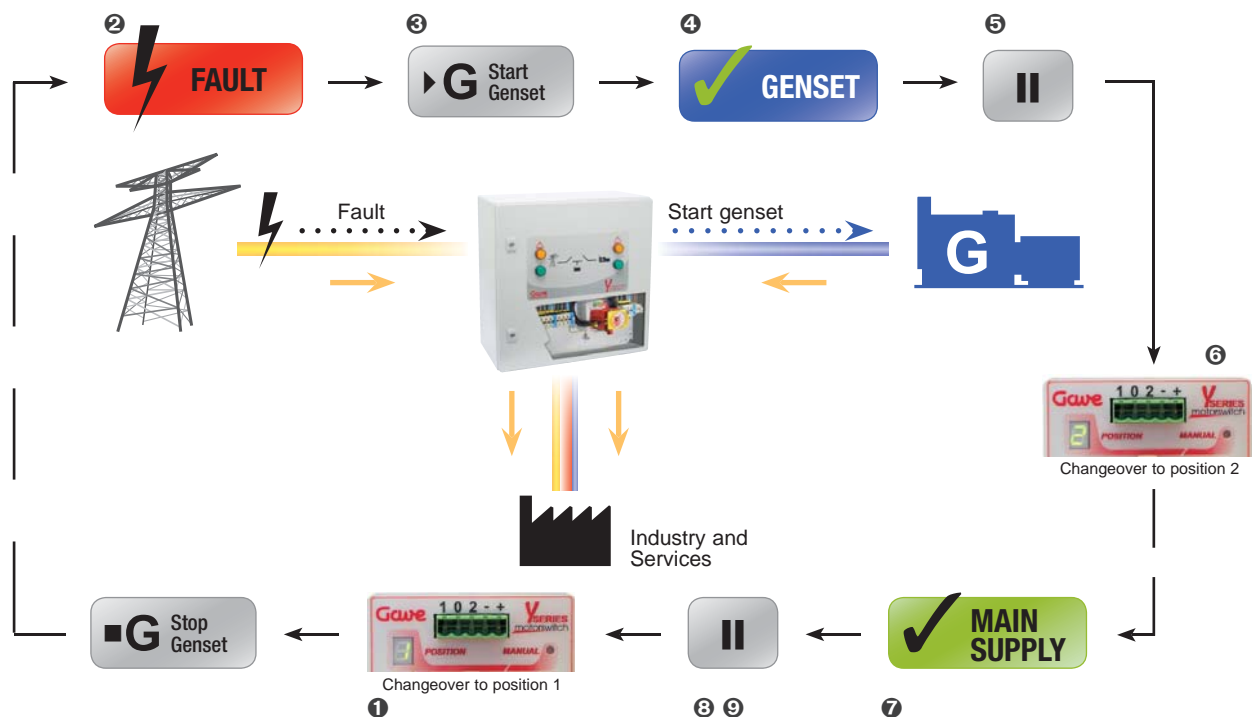 ❷
❸
❹
❺
FAULT
G Start
Genset
GENSET
II
Fault
Start genset
G
❻
Gave 1 0 2 - + Y SERIES
motorswitch
2 POSITION MANUAL
Changeover to position 2
Industry and
Services
G Stop
Genset
Gave 1 0 2 - + Y SERIES
motorswitch
1 POSITION MANUAL
Changeover to position 1
II
MAIN
SUPPLY
❶
❽ ❾
❼